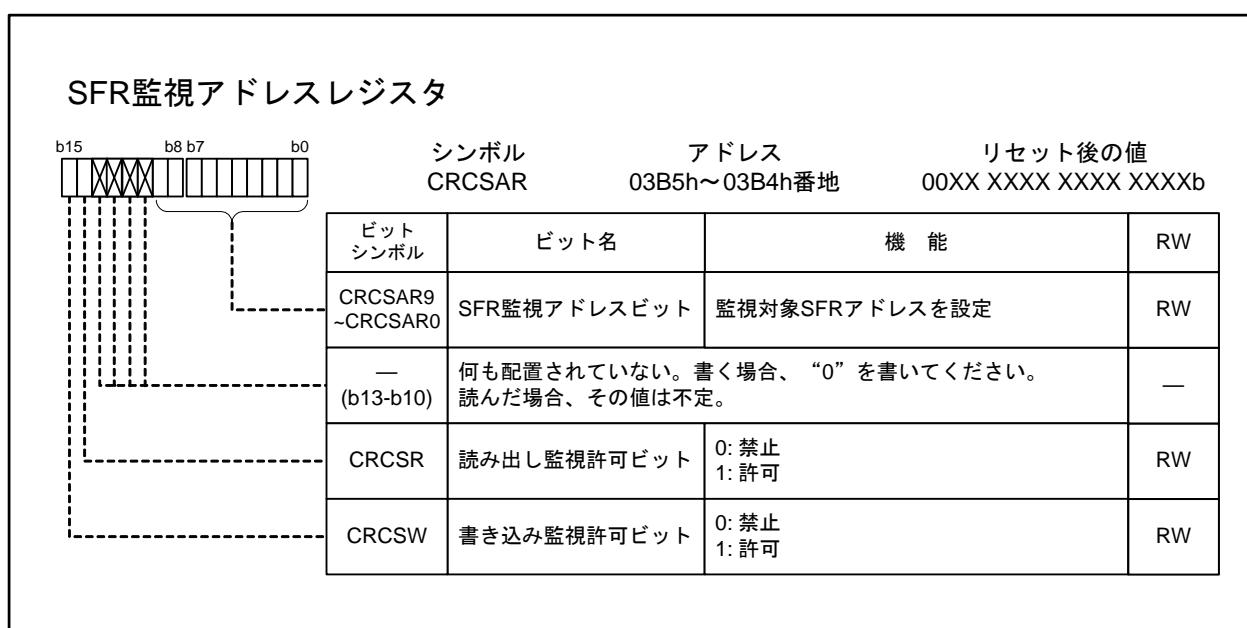 SFR監視アドレスレジスタ
b15 b8 b7 b0
シンボル アドレス リセット後の値
CRCSAR 03B5h～03B4h番地 00XX XXXX XXXX XXXXb
ビット
シンボル ビット名 機 能 RW
CRCSAR9
~CRCSAR0 SFR監視アドレスビット 監視対象SFRアドレスを設定 RW
— 何も配置されていない。書く場合、“0”を書いてください。
(b13-b10) 読んだ場合、その値は不定。 —
CRCSR 読み出し監視許可ビット 0: 禁止
1: 許可 RW
CRCSW 書き込み監視許可ビット 0: 禁止
1: 許可 RW